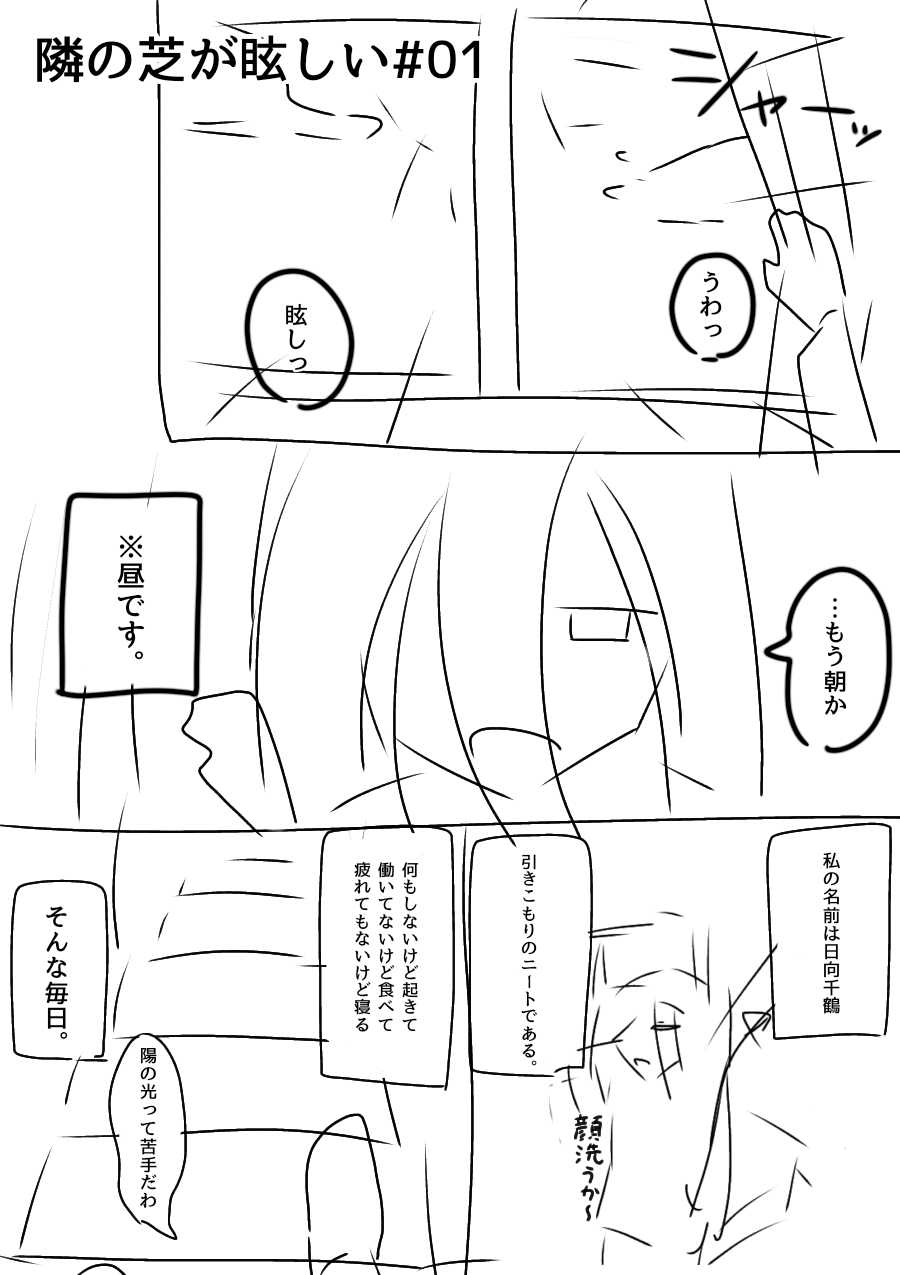 隣の芝が眩しい#01
シャーッ
うわっ
眩しっ
…もう朝か
※昼です。
私の名前は日向千鶴
引きこもりのニートである。
顔洗うか〜
何もしないけど起きて
働いてないけど食べて
疲れてもないけど寝る
そんな毎日。
陽の光って苦手だわ